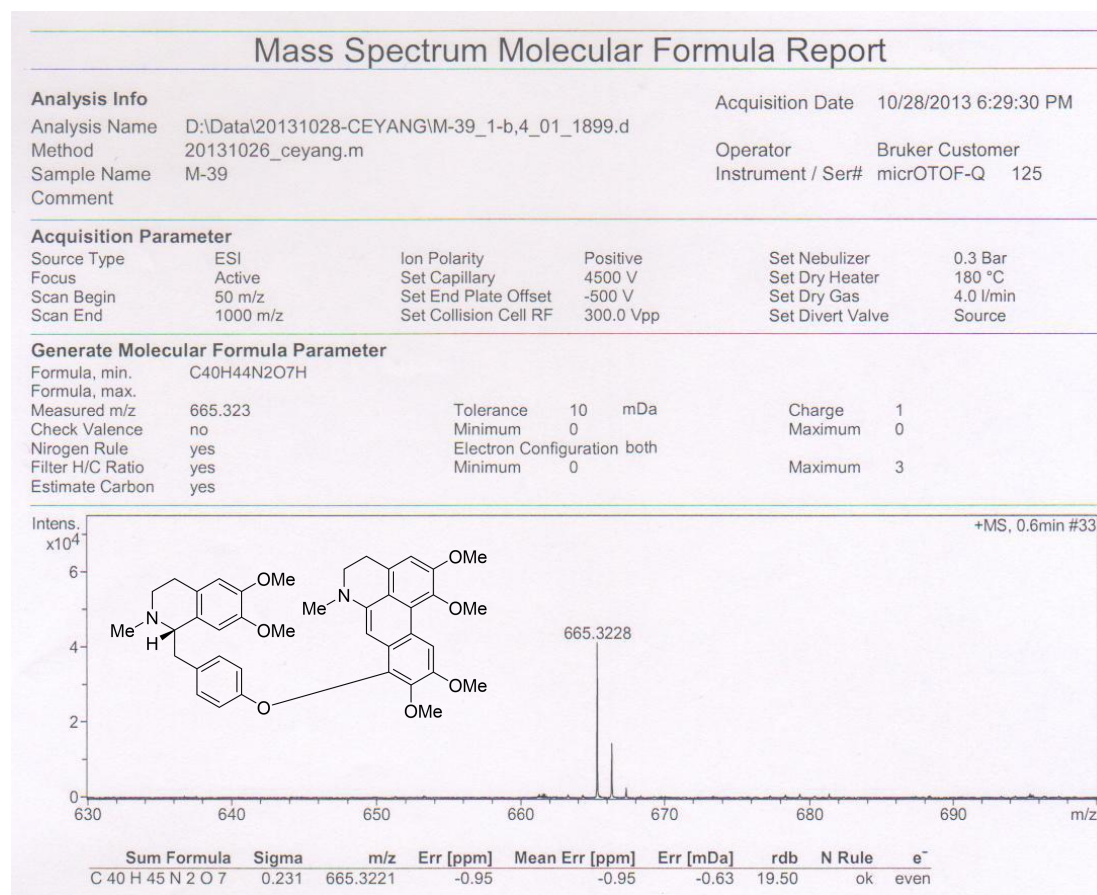 Mass Spectrum Molecular Formula Report
Analysis Info
Acquisition Date 10/28/2013 6:29:30 PM
Analysis Name D:\Data\20131028-CEYANG\M-39_1-b,4_01_1899.d
Method 20131026_ceyang.m Operator Bruker Customer
Sample Name M-39 Instrument / Ser# micrOTOF-Q 125
Comment
Acquisition Parameter
Source Type ESI Ion Polarity Positive Set Nebulizer 0.3 Bar
Focus Active Set Capillary 4500 V Set Dry Heater 180 °C
Scan Begin 50 m/z Set End Plate Offset -500 V Set Dry Gas 4.0 l/min
Scan End 1000 m/z Set Collision Cell RF 300.0 Vpp Set Divert Valve Source
Generate Molecular Formula Parameter
Formula, min. C40H44N2O7H
Formula, max.
Measured m/z 665.323 Tolerance 10 mDa Charge 1
Check Valence no Minimum 0 Maximum 0
Nirogen Rule yes Electron Configuration both
Filter H/C Ratio yes Minimum 0 Maximum 3
Estimate Carbon yes
Intens.
x10⁴
+MS, 0.6min #33
6
4
2
0
OMe
OMe
N
Me
H
O
OMe
OMe
N
Me
OMe
OMe
665.3228
630 640 650 660 670 680 690 m/z
Sum Formula Sigma m/z Err [ppm] Mean Err [ppm] Err [mDa] rdb N Rule e⁻
C 40 H 45 N 2 O 7 0.231 665.3221 -0.95 -0.95 -0.63 19.50 ok even